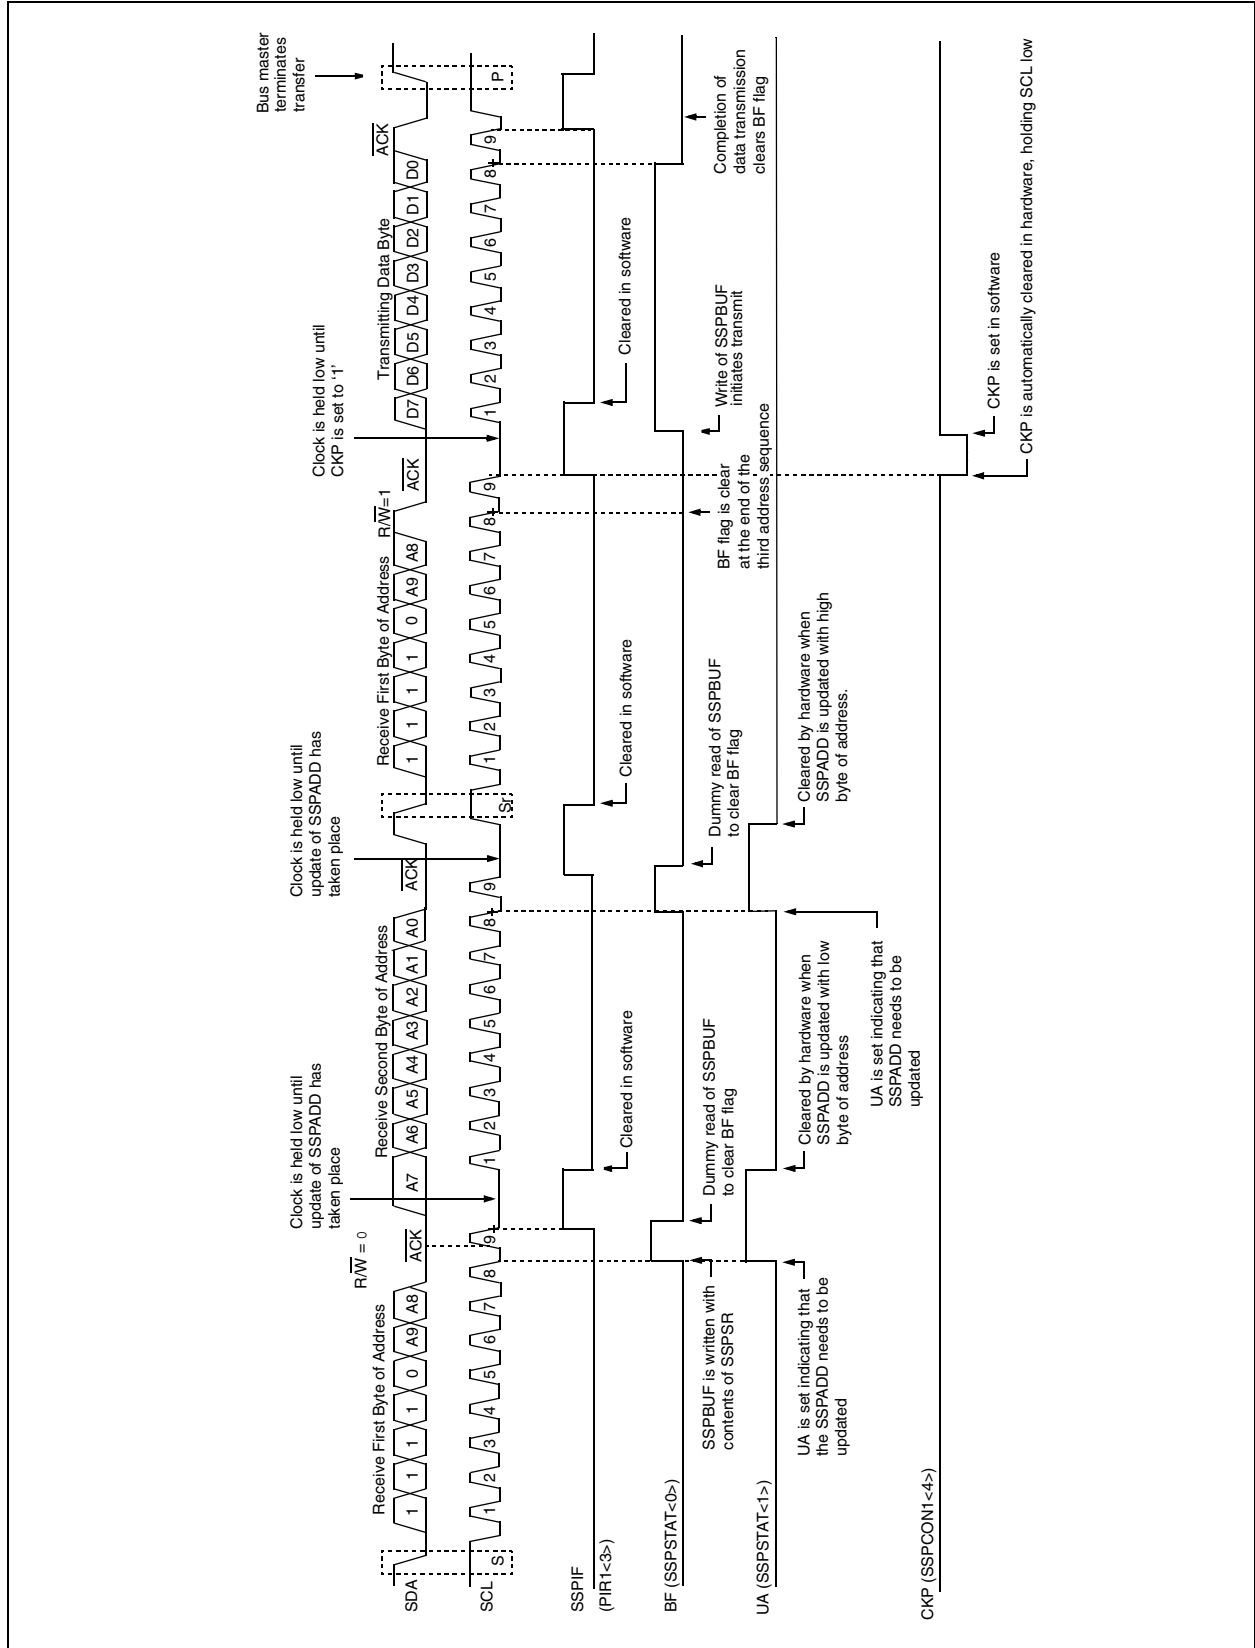 Bus master
terminates
transfer
Clock is held low until
CKP is set to ‘1’
Clock is held low until
update of SSPADD has
taken place
Clock is held low until
update of SSPADD has
taken place
R/W = 0
R/W=1
Receive First Byte of Address
ACK
Receive Second Byte of Address
ACK
Receive First Byte of Address
ACK
Transmitting Data Byte
ACK
SDA
1 1 1 1 0 A9 A8
A7 A6 A5 A4 A3 A2 A1 A0
1 1 1 1 0 A9 A8
D7 D6 D5 D4 D3 D2 D1 D0
SCL
S 1 2 3 4 5 6 7 8 9
1 2 3 4 5 6 7 8 9
Sr 1 2 3 4 5 6 7 8 9
1 2 3 4 5 6 7 8 9 P
SSPIF
(PIR1<3>)
Cleared in software
Cleared in software
Cleared in software
BF (SSPSTAT<0>)
SSPBUF is written with
contents of SSPSR
Dummy read of SSPBUF
to clear BF flag
Dummy read of SSPBUF
to clear BF flag
BF flag is clear
at the end of the
third address sequence
Write of SSPBUF
initiates transmit
Completion of
data transmission
clears BF flag
UA (SSPSTAT<1>)
UA is set indicating that
the SSPADD needs to be
updated
Cleared by hardware when
SSPADD is updated with low
byte of address
UA is set indicating that
SSPADD needs to be
updated
Cleared by hardware when
SSPADD is updated with high
byte of address.
CKP (SSPCON1<4>)
CKP is set in software
CKP is automatically cleared in hardware, holding SCL low